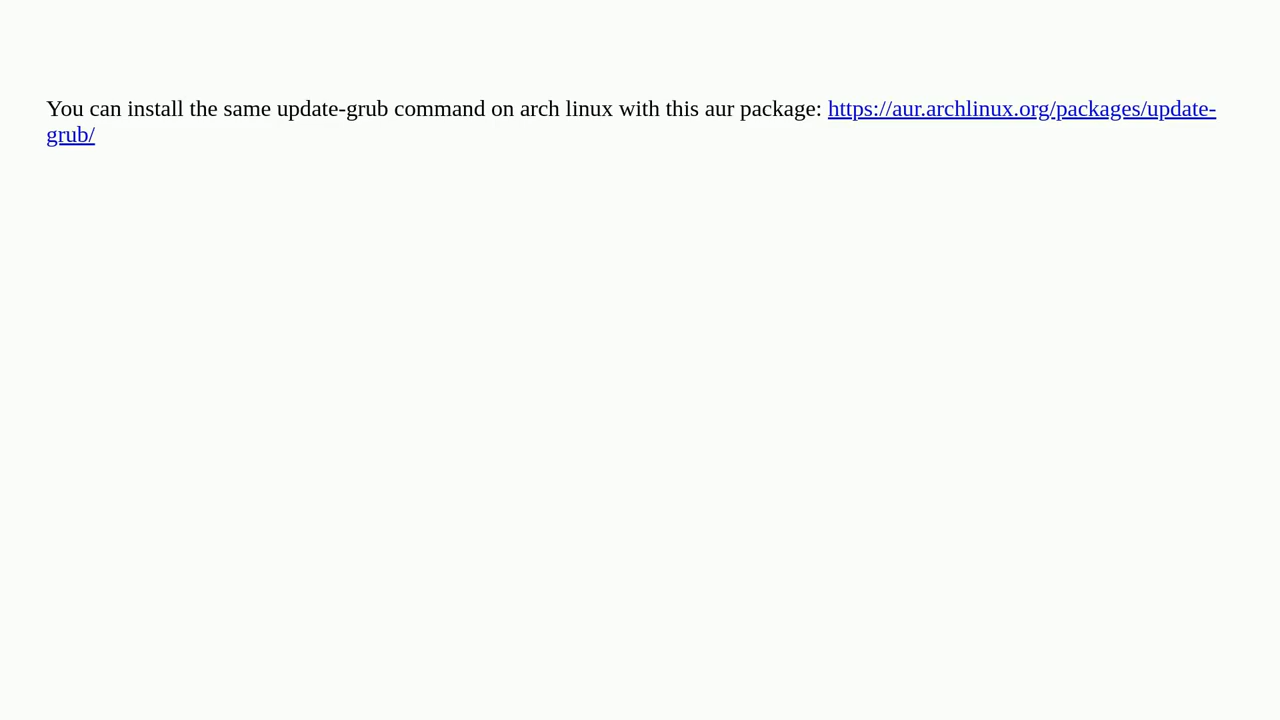 You can install the same update-grub command on arch linux with this aur package: https://aur.archlinux.org/packages/update-
grub/